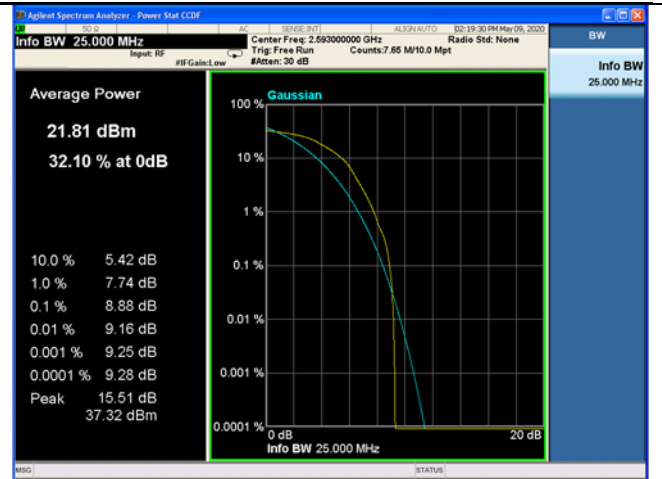 Agilent Spectrum Analyzer - Power Stat CCDF
50 Ω AC SENSE:INT ALIGN AUTO 02:19:30 PM May 09, 2020
Info BW 25.000 MHz
Center Freq: 2.593000000 GHz
Radio Std: None
Input: RF
Trig: Free Run
Counts:7.65 M/10.0 Mpt
#IFGain:Low
#Atten: 30 dB
BW
Info BW
25.000 MHz
Average Power
21.81 dBm
32.10 % at 0dB
10.0 % 5.42 dB
1.0 % 7.74 dB
0.1 % 8.88 dB
0.01 % 9.16 dB
0.001 % 9.25 dB
0.0001 % 9.28 dB
Peak 15.51 dB
37.32 dBm
Gaussian
100 %
10 %
1 %
0.1 %
0.01 %
0.001 %
0.0001 %
0 dB
20 dB
Info BW 25.000 MHz
MSG
STATUS